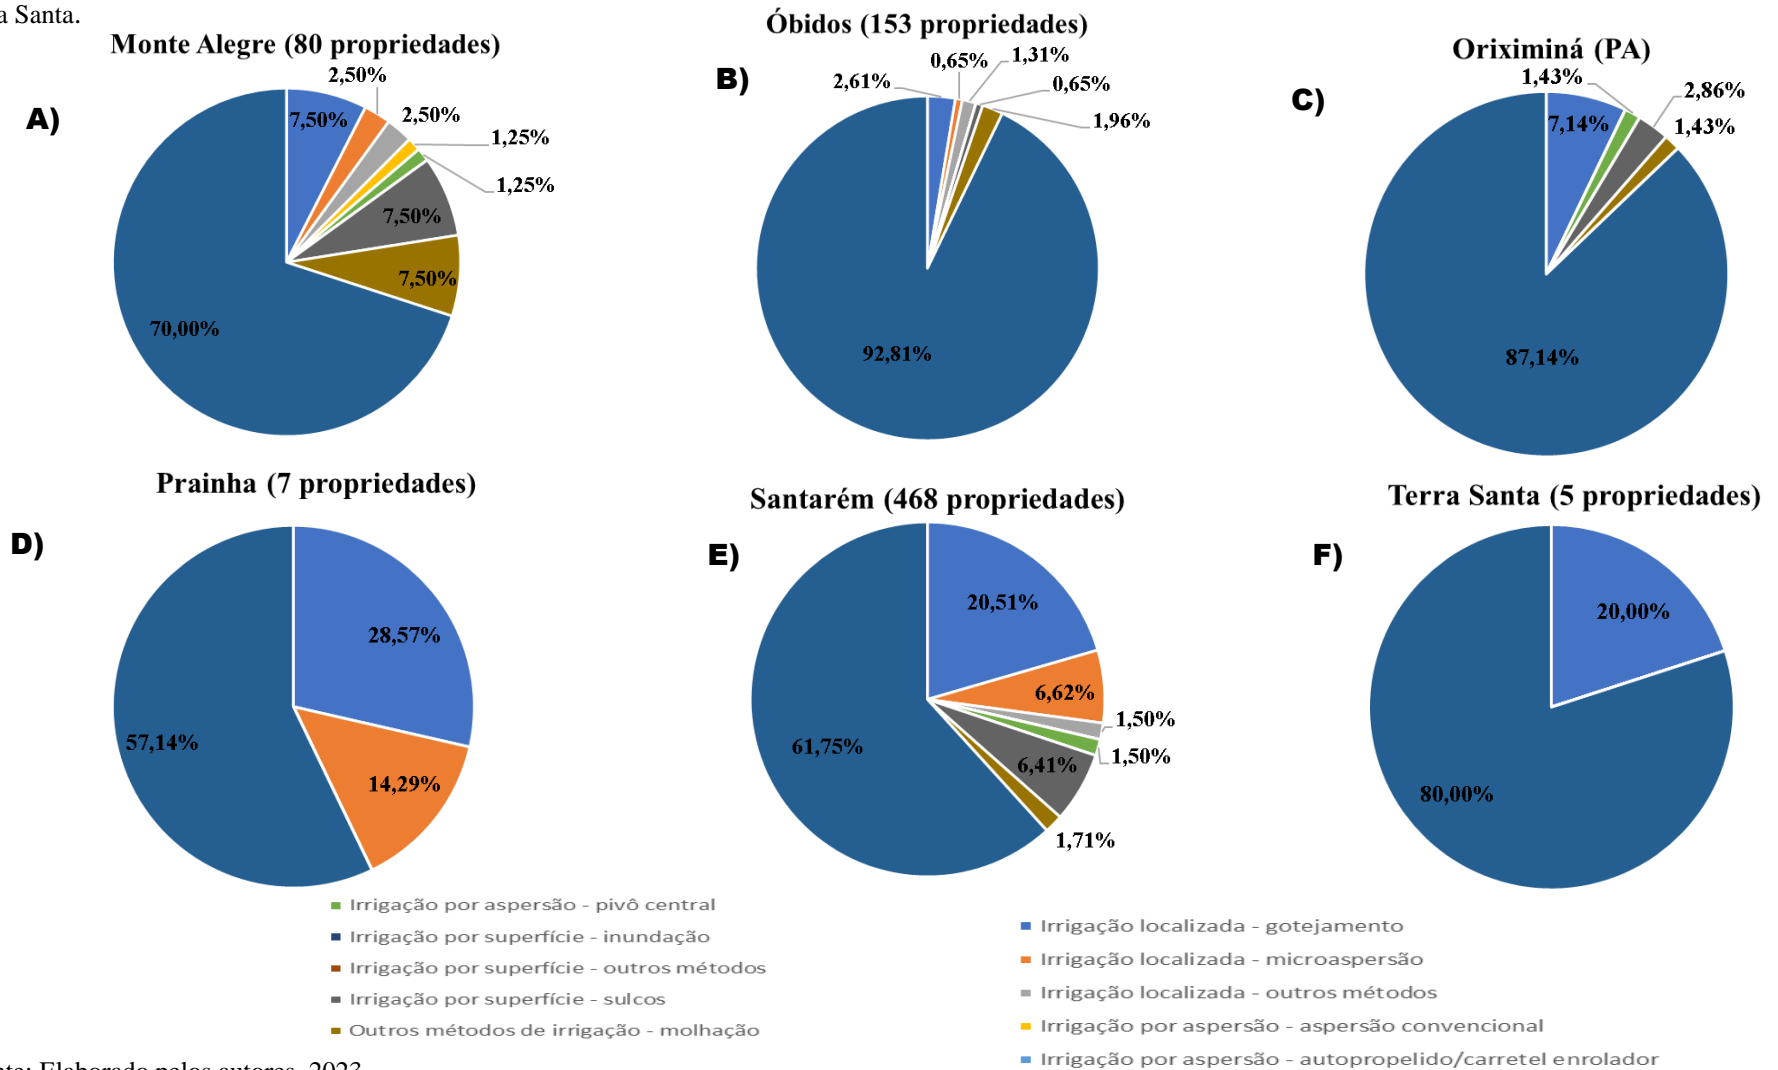 a Santa.
Monte Alegre (80 propriedades)
A)
7,50%
2,50%
2,50%
1,25%
1,25%
7,50%
7,50%
70,00%
Óbidos (153 propriedades)
B)
2,61%
0,65%
1,31%
0,65%
1,96%
92,81%
Oriximiná (PA)
C)
7,14%
1,43%
2,86%
1,43%
87,14%
Prainha (7 propriedades)
D)
28,57%
14,29%
57,14%
Santarém (468 propriedades)
E)
20,51%
6,62%
1,50%
1,50%
6,41%
1,71%
61,75%
Terra Santa (5 propriedades)
F)
20,00%
80,00%
Irrigação por aspersão - pivô central
Irrigação por superfície - inundação
Irrigação por superfície - outros métodos
Irrigação por superfície - sulcos
Outros métodos de irrigação - molhação
Irrigação localizada - gotejamento
Irrigação localizada - microaspersão
Irrigação localizada - outros métodos
Irrigação por aspersão - aspersão convencional
Irrigação por aspersão - autopropelido/carretel enrolador
nte: Elaborado pelos autores, 2023